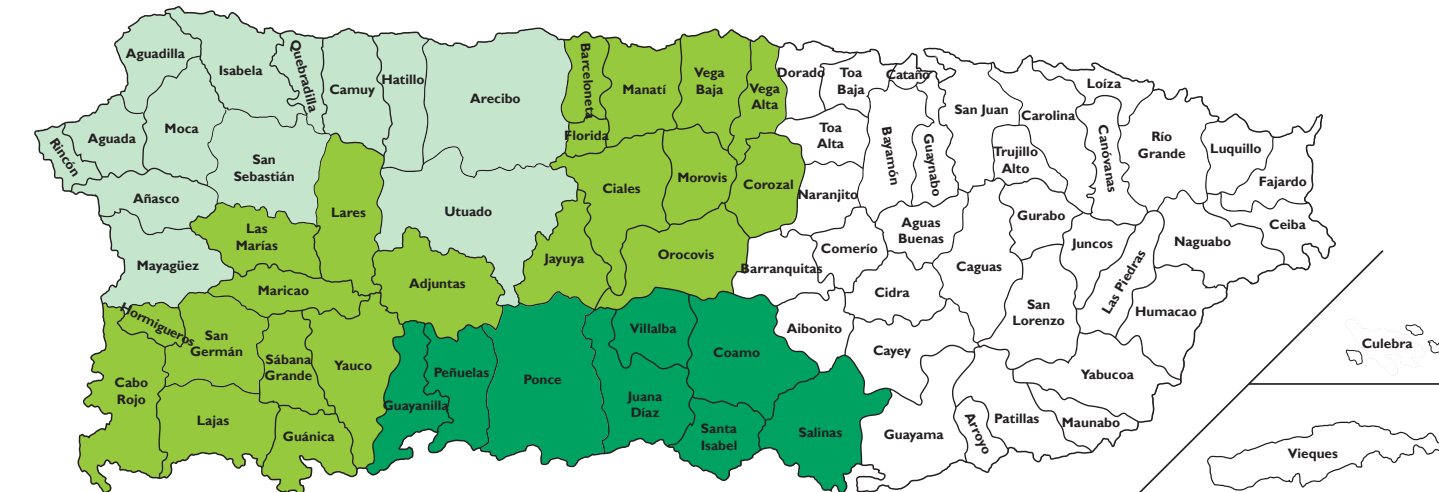 Aguadilla
Isabela
Quebradilla
Camuy
Hatillo
Arecibo
Barceloneta
Manatí
Vega
Baja
Vega
Alta
Dorado
Toa
Baja
Cataño
San Juan
Carolina
Loíza
Rincón
Aguada
Moca
San
Sebastián
Florida
Toa
Alta
Bayamón
Guaynabo
Trujillo
Alto
Canóvanas
Río
Grande
Luquillo
Fajardo
Añasco
Lares
Utuado
Ciales
Morovis
Corozal
Naranjito
Aguas
Buenas
Gurabo
Juncos
Naguabo
Ceiba
Mayagüez
Las
Marías
Maricao
Adjuntas
Jayuya
Orocovis
Barranquitas
Comerío
Cidra
Caguas
San
Lorenzo
Las Piedras
Humacao
Hormigueros
San
Germán
Sábana
Grande
Yauco
Guayanilla
Peñuelas
Ponce
Villalba
Coamo
Aibonito
Cayey
Yabucoa
Culebra
Cabo
Rojo
Lajas
Guánica
Juana
Díaz
Santa
Isabel
Salinas
Guayama
Arroyo
Patillas
Maunabo
Vieques